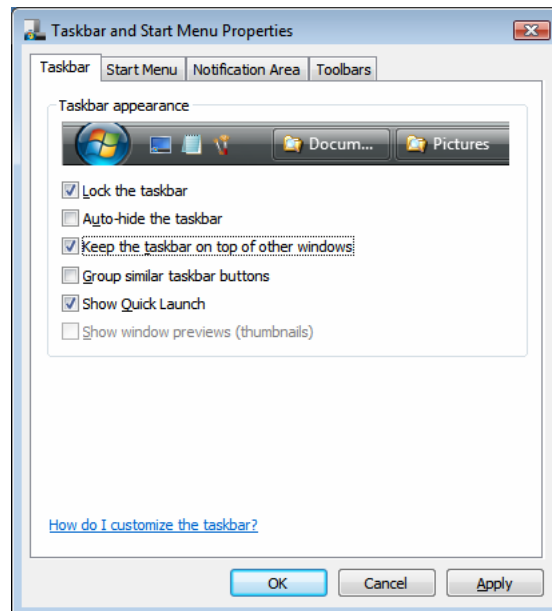 Taskbar and Start Menu Properties
Taskbar Start Menu Notification Area Toolbars
Taskbar appearance
Docum... Pictures
Lock the taskbar
Auto-hide the taskbar
Keep the taskbar on top of other windows
Group similar taskbar buttons
Show Quick Launch
Show window previews (thumbnails)
How do I customize the taskbar?
OK Cancel Apply